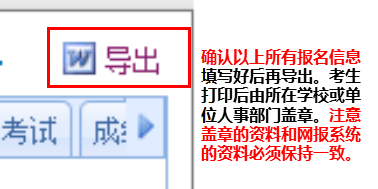 导出
考试
成绩
确认以上所有报名信息
填写好后再导出。考生
打印后由所在学校或单
位人事部门盖章。注意
盖章的资料和网报系统
的资料必须保持一致。